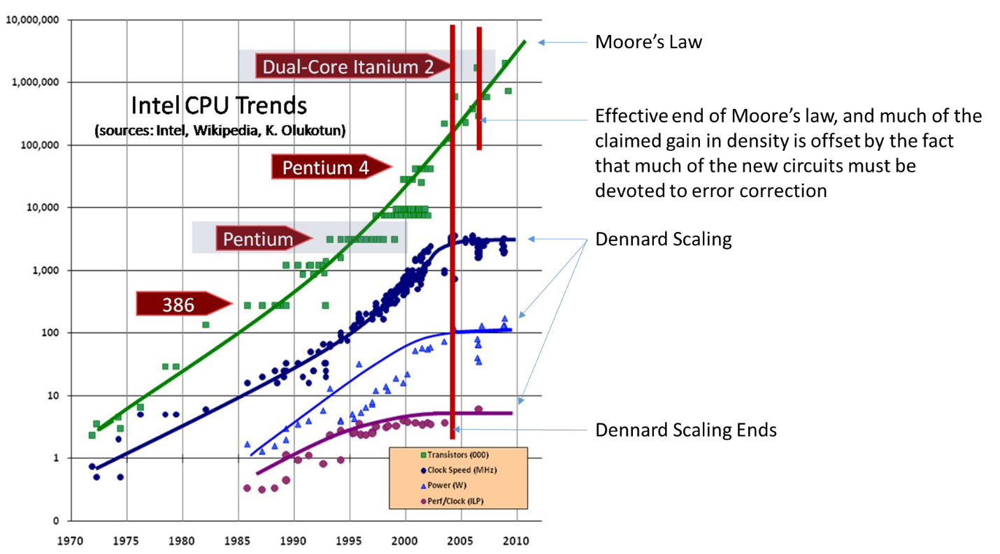 10,000,000
1,000,000
100,000
10,000
1,000
100
10
1
0
1970 1975 1980 1985 1990 1995 2000 2005 2010
Intel CPU Trends
(sources: Intel, Wikipedia, K. Olukotun)
Dual-Core Itanium 2
Pentium 4
Pentium
386
Transistors (000)
Clock Speed (MHz)
Power (W)
Perf/Clock (ILP)
Moore’s Law
Effective end of Moore’s law, and much of the
claimed gain in density is offset by the fact
that much of the new circuits must be
devoted to error correction
Dennard Scaling
Dennard Scaling Ends